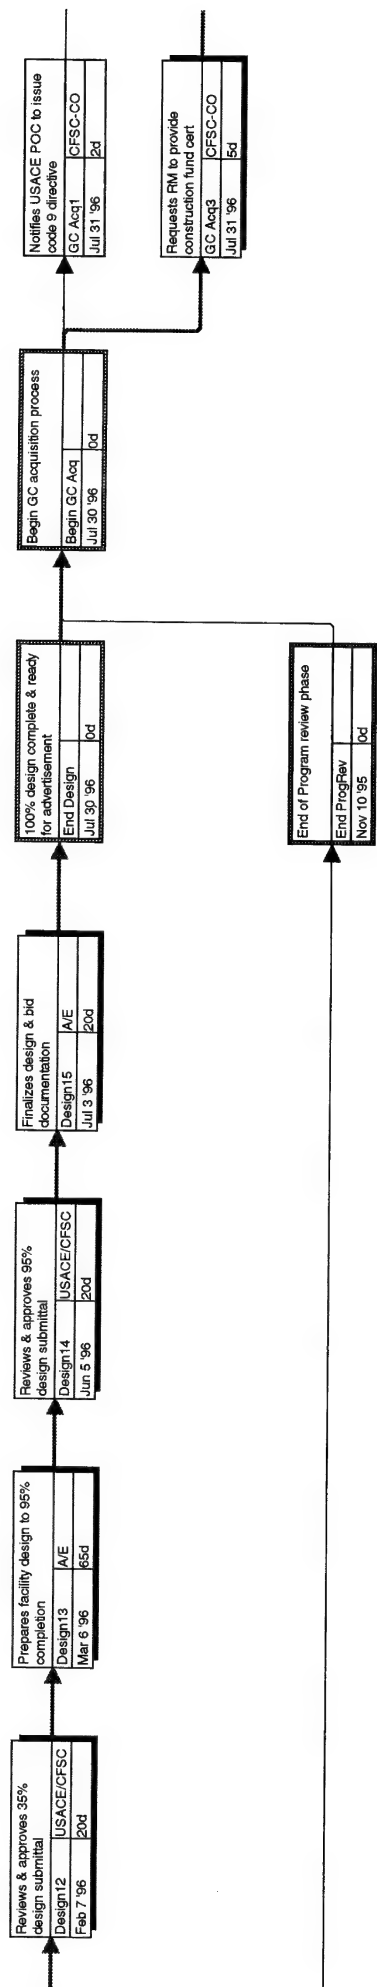 Reviews & approves 35%
design submittal
Design12 USACE/CFSC
Feb 7 '96 20d
Prepares facility design to 95%
completion
Design13 A/E
Mar 6 '96 65d
Reviews & approves 95%
design submittal
Design14 USACE/CFSC
Jun 5 '96 20d
Finalizes design & bid
documentation
Design15 A/E
Jul 3 '96 20d
100% design complete & ready
for advertisement
End Design
Jul 30 '96 0d
End of Program review phase
End ProgRev
Nov 10 '95 0d
Begin GC acquisition process
Begin GC Acq
Jul 30 '96 0d
Notifies USACE POC to issue
code 9 directive
GC Acq1 CFSC-CO
Jul 31 '96 2d
Requests RM to provide
construction fund cert
GC Acq3 CFSC-CO
Jul 31 '96 5d